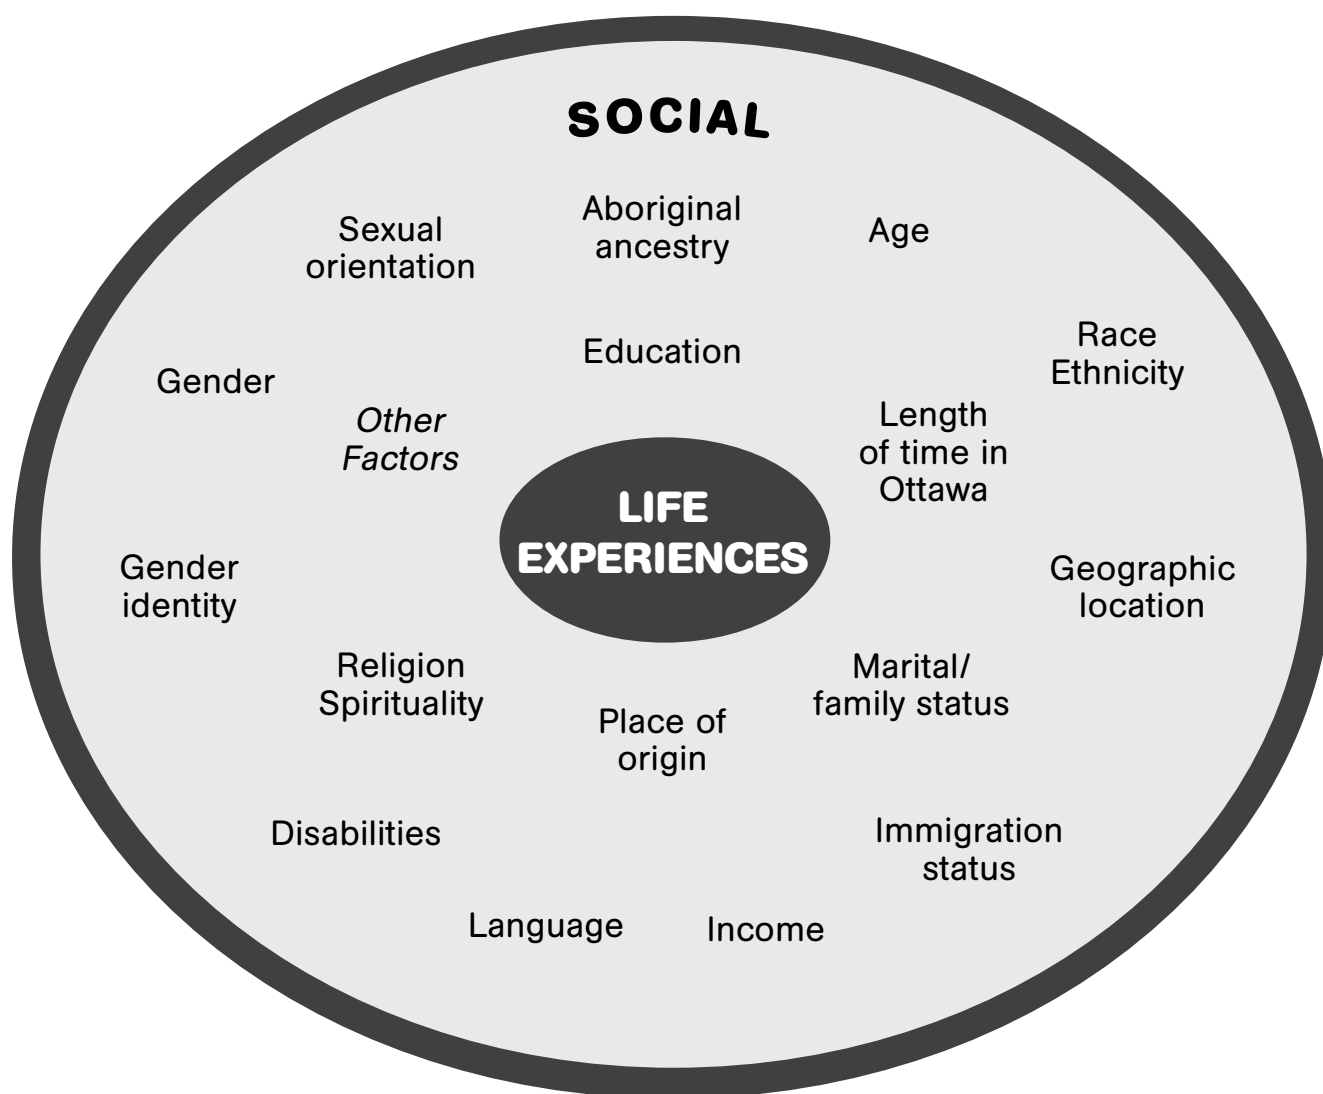 SOCIAL
Sexual
orientation
Aboriginal
ancestry
Age
Gender
Education
Race
Ethnicity
Other
Factors
Length
of time in
Ottawa
LIFE
EXPERIENCES
Gender
identity
Geographic
location
Religion
Spirituality
Place of
origin
Marital/
family status
Disabilities
Immigration
status
Language
Income